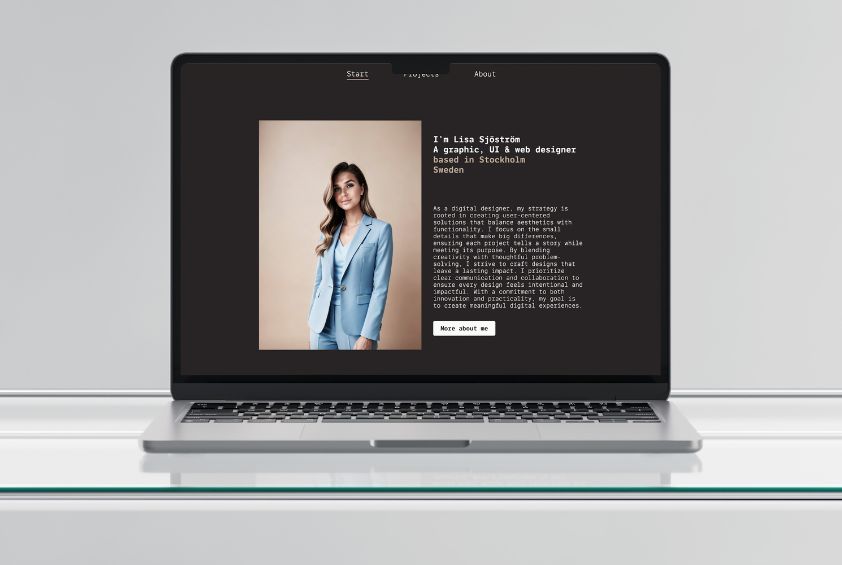 Start Projects About
I'm Lisa Sjöström
A graphic, UI & web designer
based in Stockholm
Sweden
As a digital designer, my strategy is
rooted in creating user-centered
solutions that balance aesthetics with
functionality. I focus on the small
details that make big differences,
ensuring each project tells a story while
meeting its purpose. By blending
creativity with thoughtful problem-
solving, I strive to craft designs that
leave a lasting impact. I prioritize
clear communication and collaboration to
ensure every design feels intentional and
impactful. With a commitment to both
innovation and practicality, my goal is
to create meaningful digital experiences.
More about me